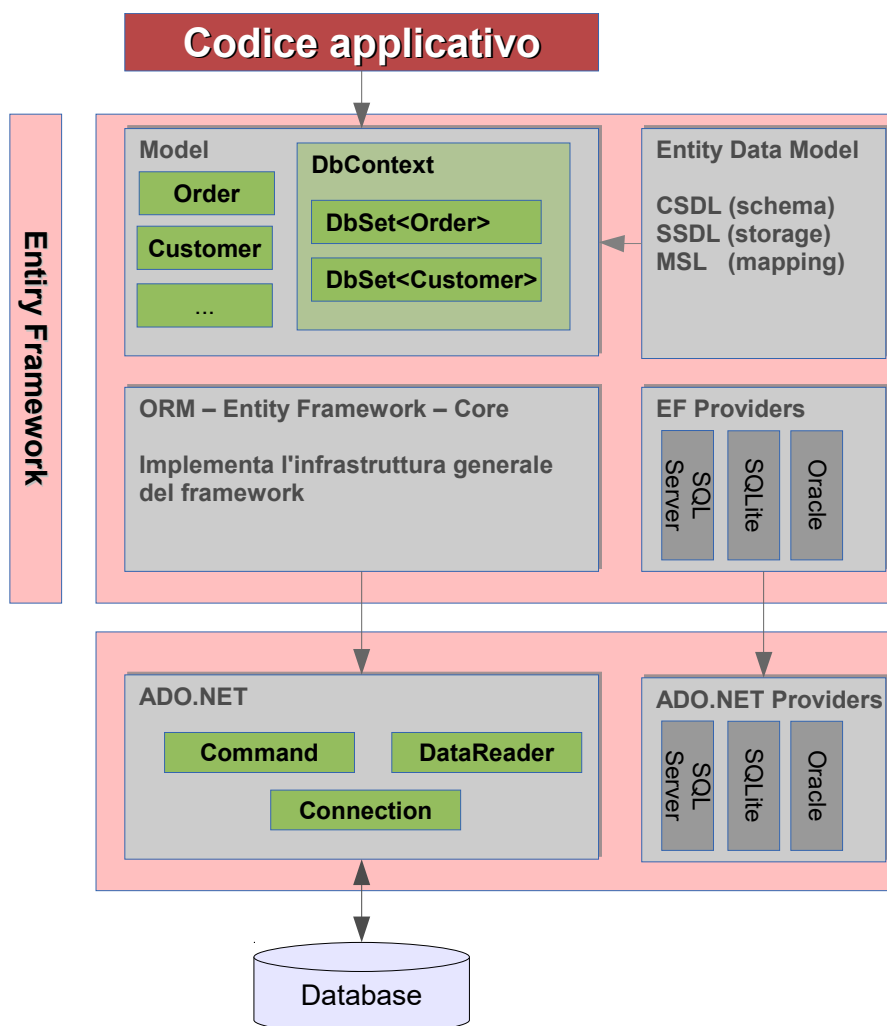 Codice applicativo
Entiry Framework
Model
Order
Customer
...
DbContext
DbSet<Order>
DbSet<Customer>
Entity Data Model
CSDL (schema)
SSDL (storage)
MSL (mapping)
ORM – Entity Framework – Core
Implementa l'infrastruttura generale
del framework
EF Providers
SQL
Server
SQLite
Oracle
ADO.NET
Command
DataReader
Connection
ADO.NET Providers
SQL
Server
SQLite
Oracle
Database